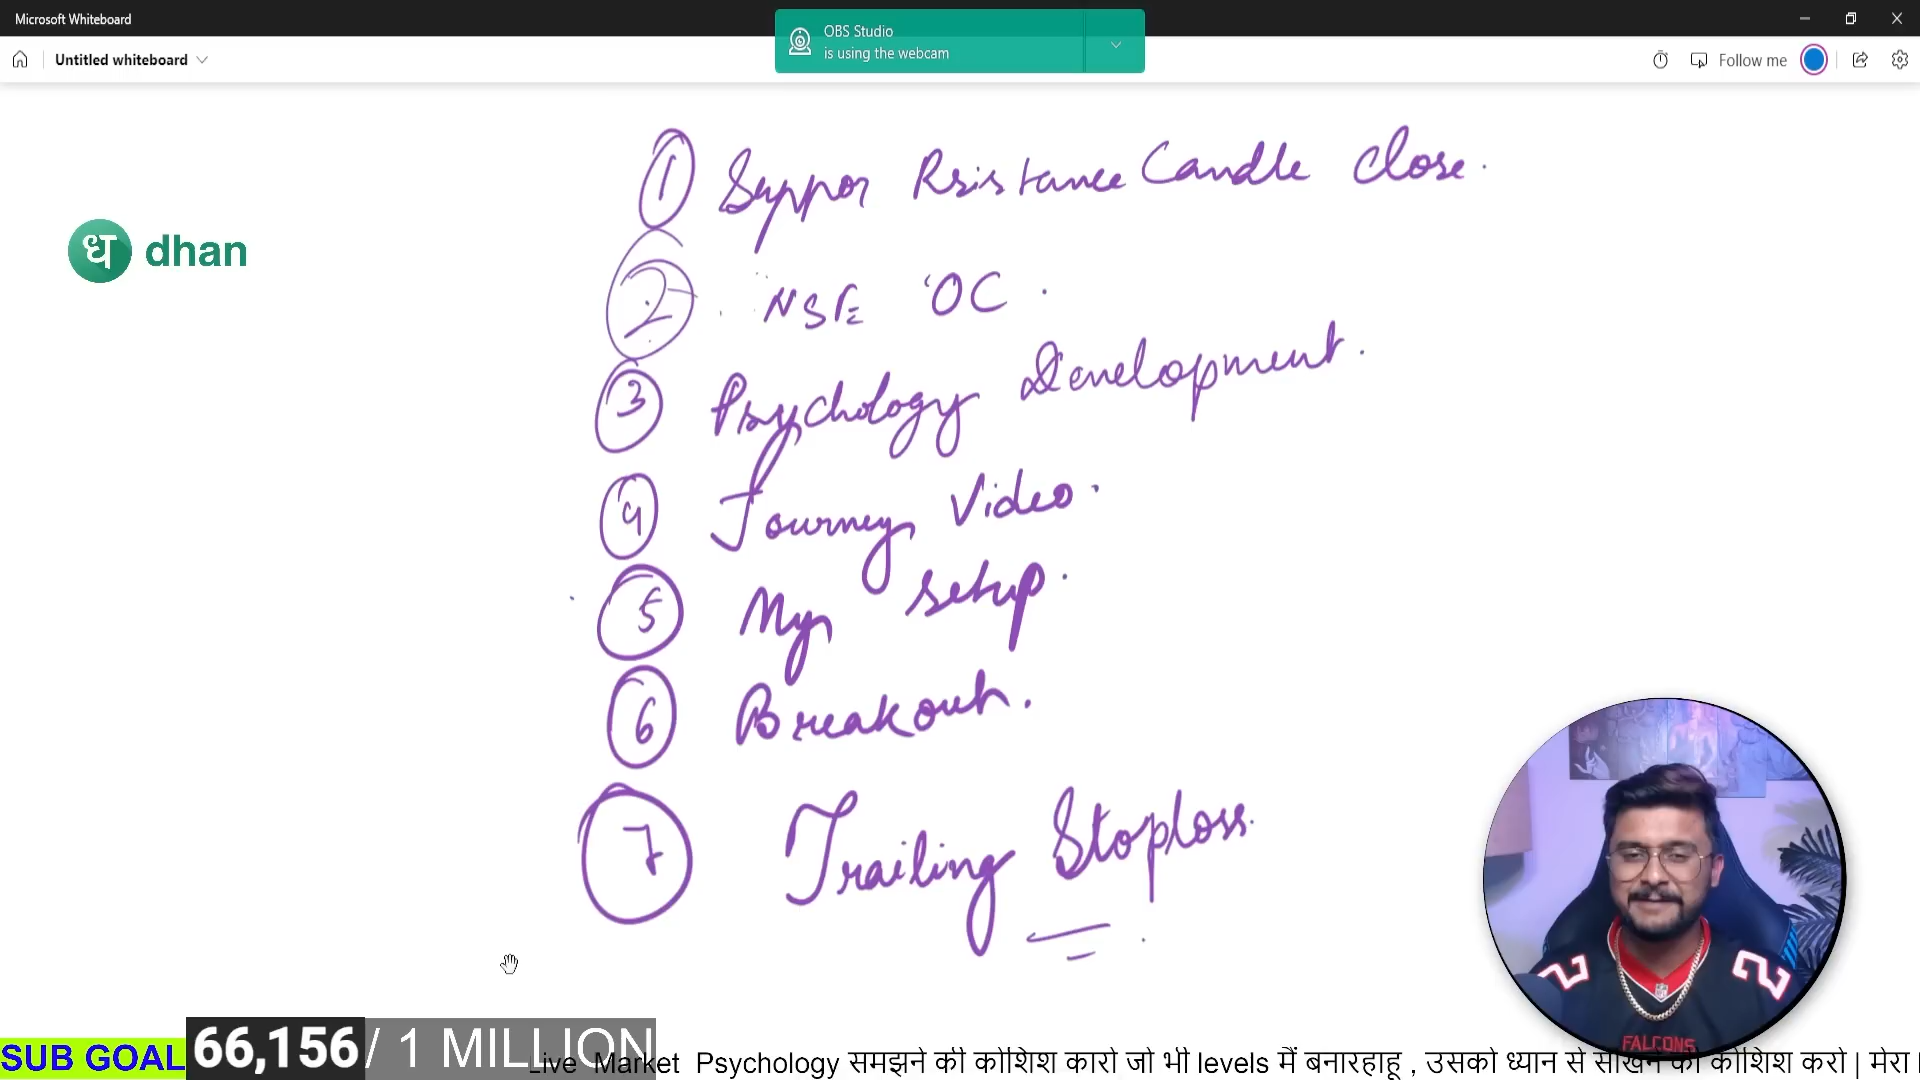 Microsoft Whiteboard
OBS Studio
is using the webcam
Untitled whiteboard
Follow me
1 Suppor Rsistance Candle Close.
ध dhan
2 NSE OC.
3 Psychology Development.
4 Journey Video.
5 My setup.
6 Breakout.
7 Trailing Stoploss.
2 2
FALCONS
SUB GOAL 66,156 / 1 MILLION
Live Market Psychology समझने की कोशिश कारो जो भी levels मैं बनारहाहू , उसको ध्यान से सीखने की कोशिश करो | मेरा